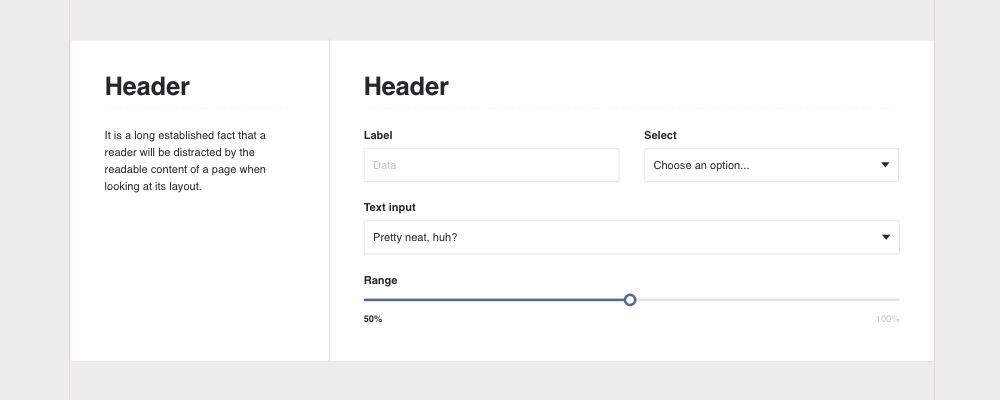 Header
It is a long established fact that a
reader will be distracted by the
readable content of a page when
looking at its layout.
Header
Label
Data
Select
Choose an option...
Text input
Pretty neat, huh?
Range
50%
100%